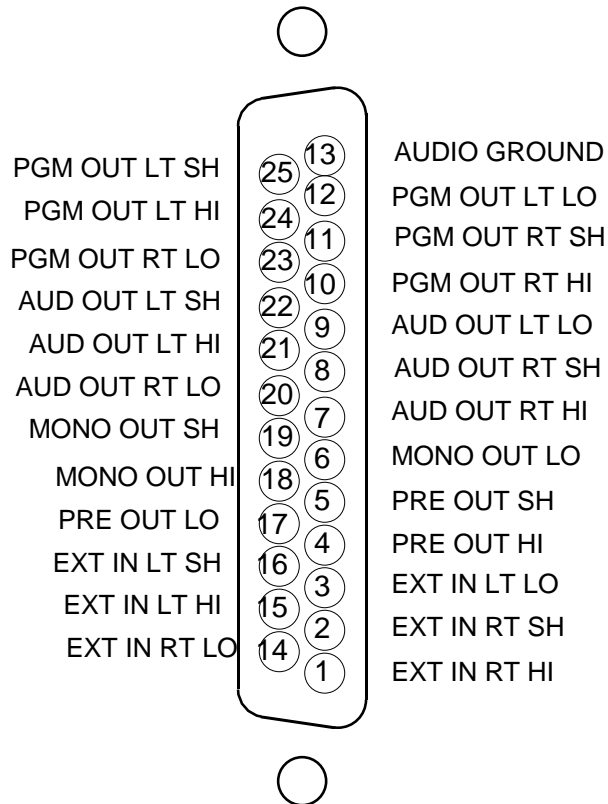 13 AUDIO GROUND
PGM OUT LT SH 25
12 PGM OUT LT LO
PGM OUT LT HI 24
11 PGM OUT RT SH
PGM OUT RT LO 23
10 PGM OUT RT HI
AUD OUT LT SH 22
9 AUD OUT LT LO
AUD OUT LT HI 21
8 AUD OUT RT SH
AUD OUT RT LO 20
7 AUD OUT RT HI
MONO OUT SH 19
6 MONO OUT LO
MONO OUT HI 18
5 PRE OUT SH
PRE OUT LO 17
4 PRE OUT HI
EXT IN LT SH 16
3 EXT IN LT LO
EXT IN LT HI 15
2 EXT IN RT SH
EXT IN RT LO 14
1 EXT IN RT HI